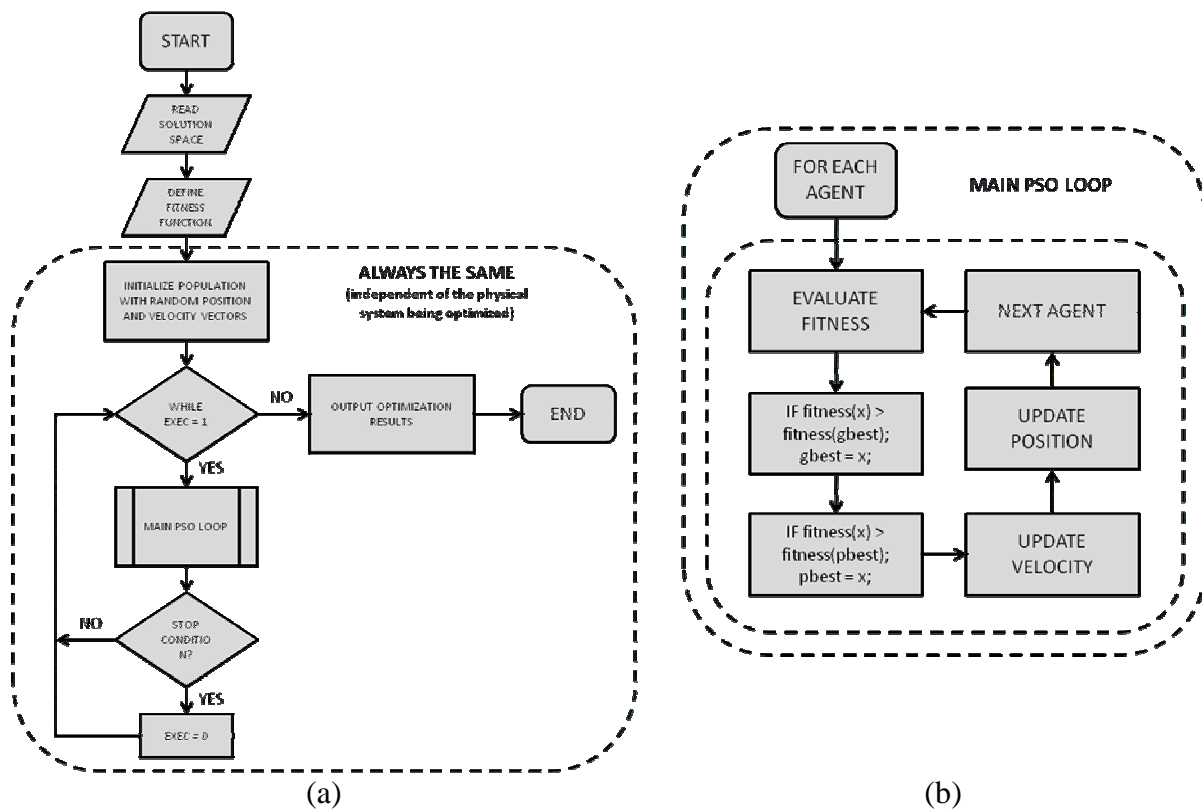 START
READ
SOLUTION
SPACE
DEFINE
FITNESS
FUNCTION
INITIALIZE POPULATION
WITH RANDOM POSITION
AND VELOCITY VECTORS
ALWAYS THE SAME
(independent of the physical
system being optimized)
WHILE
EXEC = 1
NO
OUTPUT OPTIMIZATION
RESULTS
END
YES
MAIN PSO LOOP
NO
STOP
CONDITIO
N?
YES
EXEC = 0
(a)
FOR EACH
AGENT
MAIN PSO LOOP
EVALUATE
FITNESS
NEXT AGENT
IF fitness(x) >
fitness(gbest);
gbest = x;
UPDATE
POSITION
IF fitness(x) >
fitness(pbest);
pbest = x;
UPDATE
VELOCITY
(b)